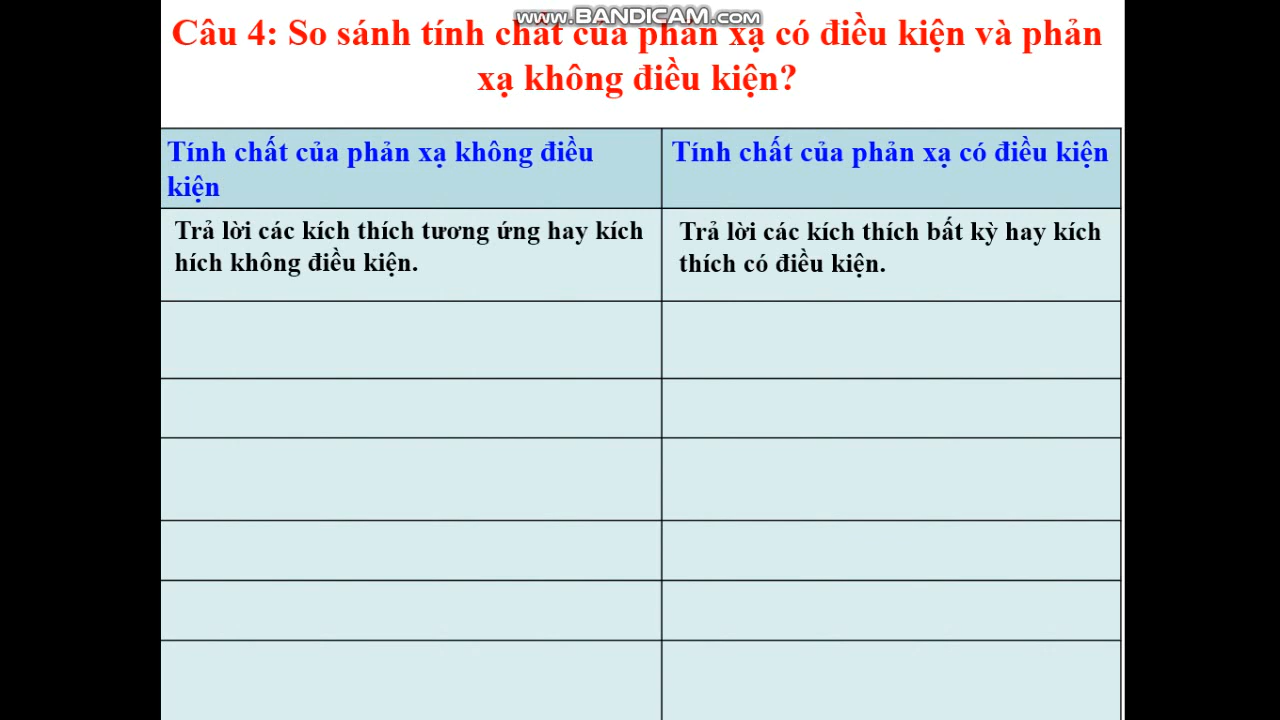 www.BANDICAM.com
Câu 4: So sánh tính chất của phản xạ có điều kiện và phản
xạ không điều kiện?
Tính chất của phản xạ không điều
kiện
Tính chất của phản xạ có điều kiện
Trả lời các kích thích tương ứng hay kích
hích không điều kiện.
Trả lời các kích thích bất kỳ hay kích
thích có điều kiện.